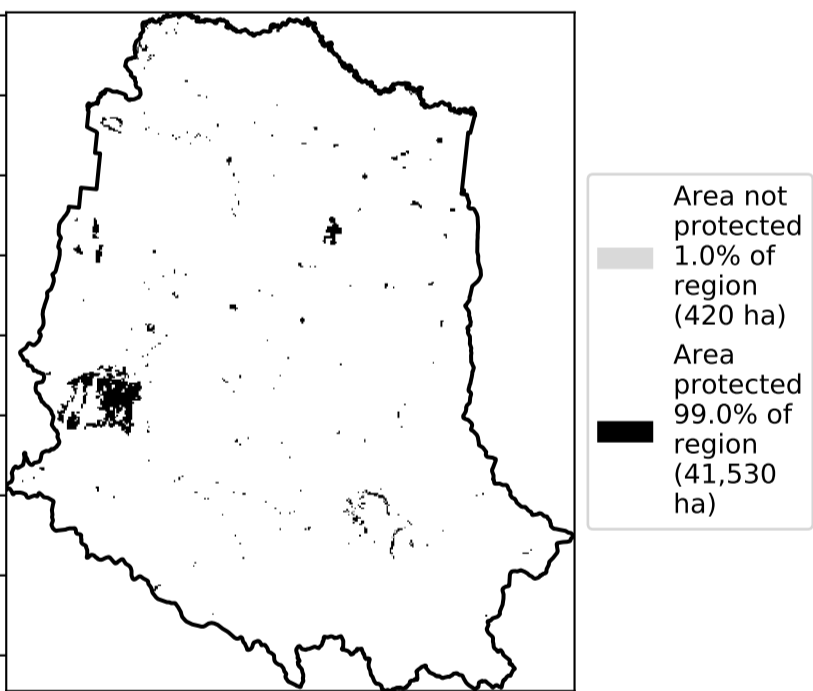 Area not
protected
1.0% of
region
(420 ha)
Area
protected
99.0% of
region
(41,530
ha)